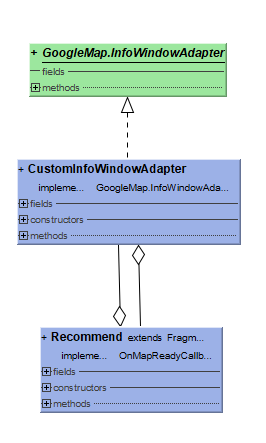 + GoogleMap.InfoWindowAdapter
fields
methods
+ CustomInfoWindowAdapter
impleme... GoogleMap.InfoWindowAda...
fields
constructors
methods
+ Recommend extends Fragm...
impleme... OnMapReadyCallb...
fields
constructors
methods